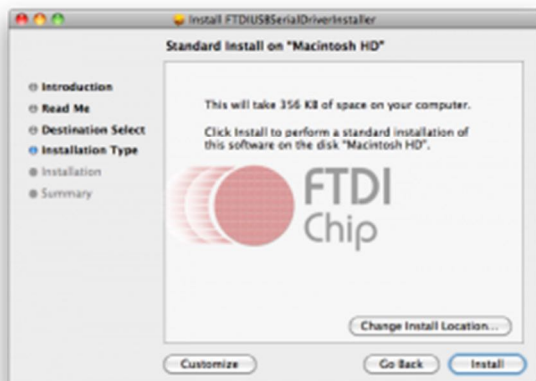 Install FTDIUSBSerialDriverInstaller
Standard Install on "Macintosh HD"
Introduction
Read Me
Destination Select
Installation Type
Installation
Summary
This will take 356 KB of space on your computer.
Click Install to perform a standard installation of
this software on the disk "Macintosh HD".
FTDI
Chip
Change Install Location...
Customize
Go Back
Install